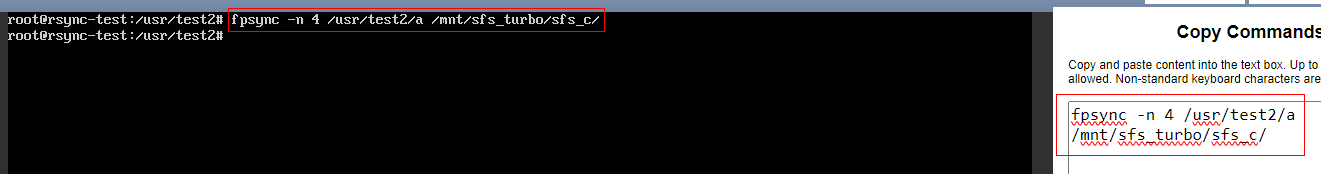 root@rsync-test:/usr/test2# fpsync -n 4 /usr/test2/a /mnt/sfs_turbo/sfs_c/
root@rsync-test:/usr/test2#
Copy Commands
Copy and paste content into the text box. Up to
allowed. Non-standard keyboard characters are
fpsync -n 4 /usr/test2/a
/mnt/sfs_turbo/sfs_c/